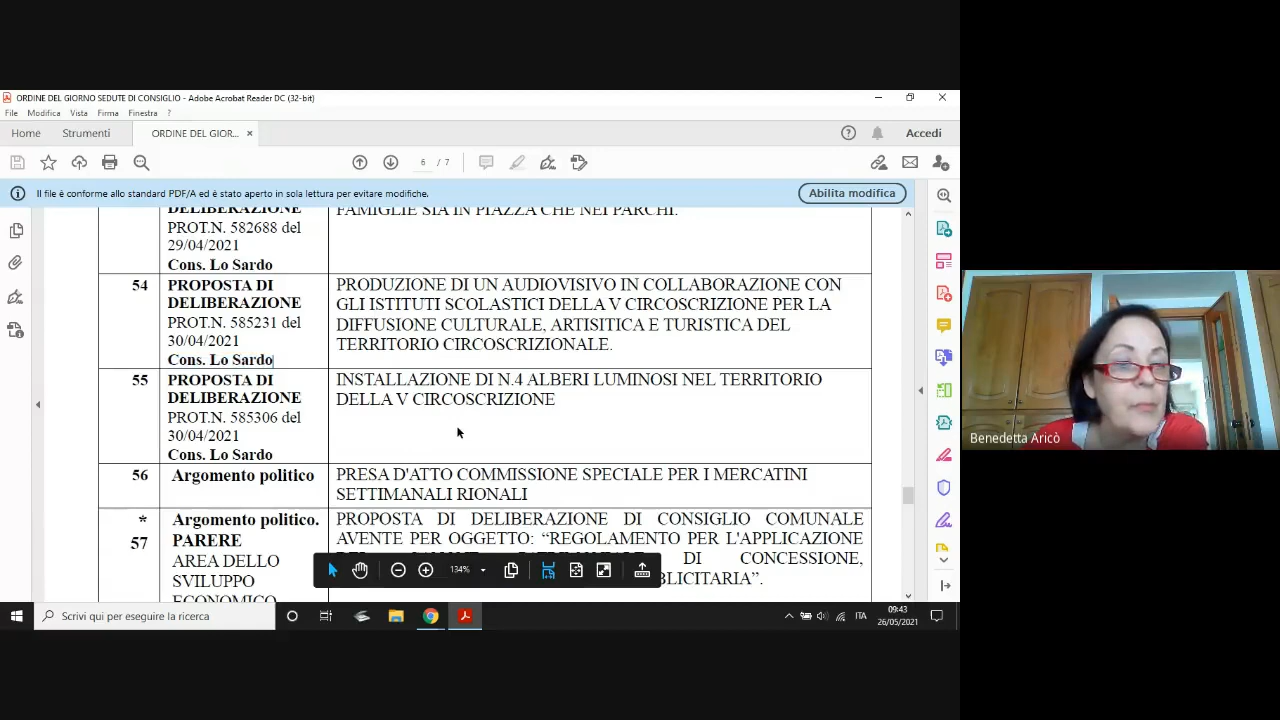 ORDINE DEL GIORNO SEDUTE DI CONSIGLIO - Adobe Acrobat Reader DC (32-bit)
File Modifica Vista Firma Finestra ?
Home Strumenti ORDINE DEL GIOR... × Accedi
6 / 7
Il file è conforme allo standard PDF/A ed è stato aperto in sola lettura per evitare modifiche. Abilita modifica
DELIBERAZIONE FAMIGLIE SIA IN PIAZZA CHE NEI PARCHI.
PROT.N. 582688 del
29/04/2021
Cons. Lo Sardo
54 PROPOSTA DI PRODUZIONE DI UN AUDIOVISIVO IN COLLABORAZIONE CON
DELIBERAZIONE GLI ISTITUTI SCOLASTICI DELLA V CIRCOSCRIZIONE PER LA
PROT.N. 585231 del DIFFUSIONE CULTURALE, ARTISITICA E TURISTICA DEL
30/04/2021 TERRITORIO CIRCOSCRIZIONALE.
Cons. Lo Sardo
55 PROPOSTA DI INSTALLAZIONE DI N.4 ALBERI LUMINOSI NEL TERRITORIO
DELIBERAZIONE DELLA V CIRCOSCRIZIONE
PROT.N. 585306 del
30/04/2021
Cons. Lo Sardo
56 Argomento politico PRESA D'ATTO COMMISSIONE SPECIALE PER I MERCATINI
SETTIMANALI RIONALI
* Argomento politico. PROPOSTA DI DELIBERAZIONE DI CONSIGLIO COMUNALE
57 PARERE AVENTE PER OGGETTO: “REGOLAMENTO PER L'APPLICAZIONE
AREA DELLO DI CONCESSIONE,
SVILUPPO BLICITARIA”.
ECONOMICO
134%
Scrivi qui per eseguire la ricerca
ITA
09:43
26/05/2021
Benedetta Aricò